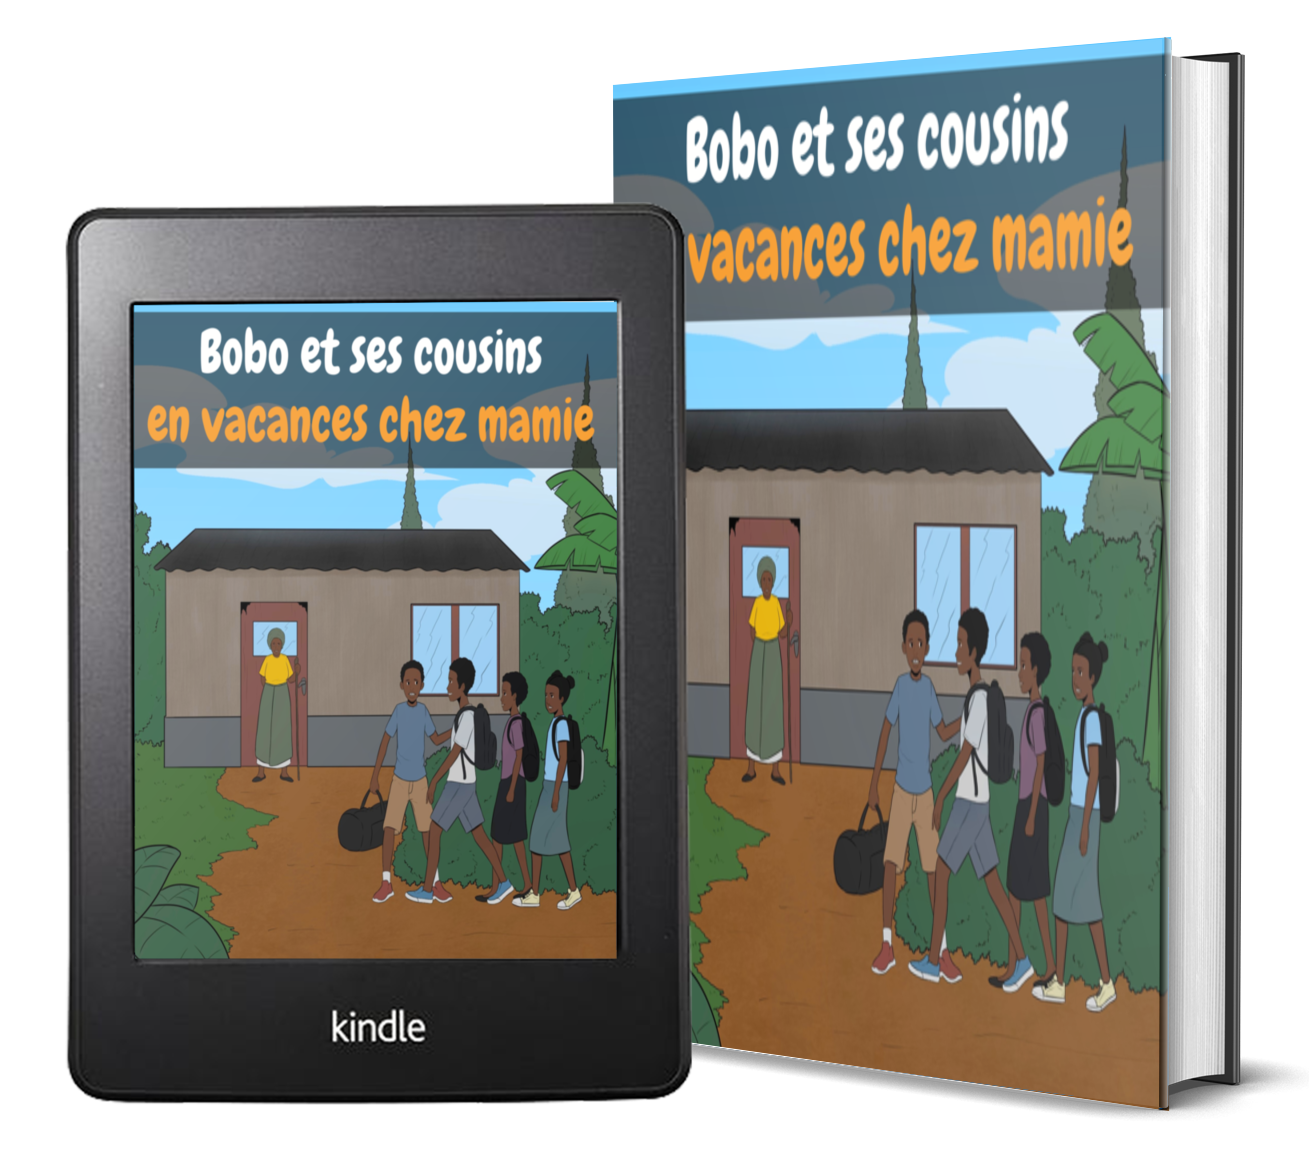 Bobo et ses cousins
en vacances chez mamie
kindle
Bobo et ses cousins
vacances chez mamie